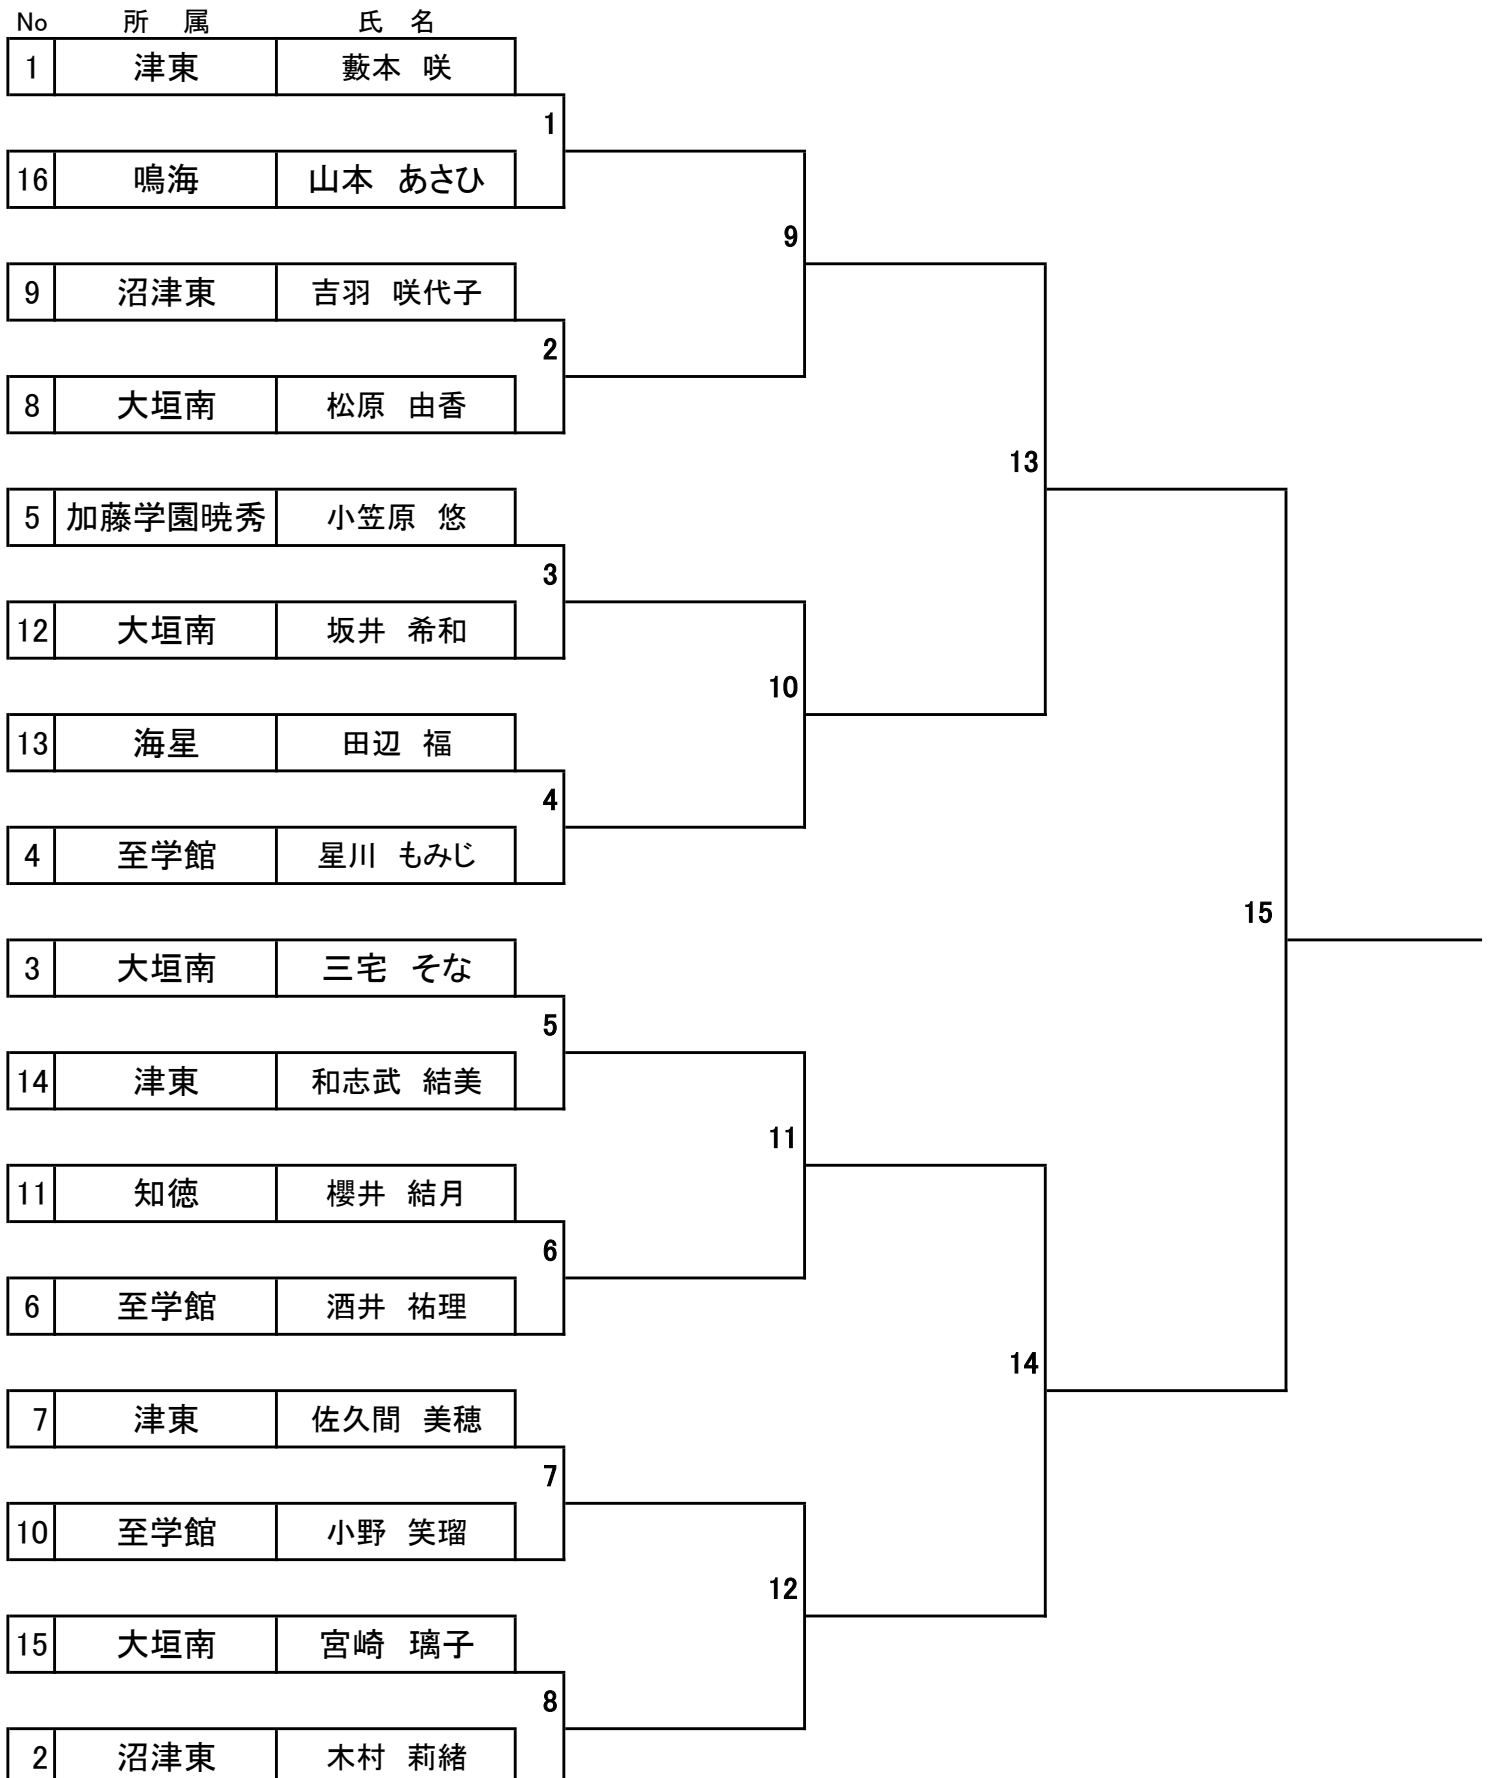 No 所 属 氏 名
1 津東 藪本 咲
1
16 鳴海 山本 あさひ
9
9 沼津東 吉羽 咲代子
2
8 大垣南 松原 由香
13
5 加藤学園暁秀 小笠原 悠
3
12 大垣南 坂井 希和
10
13 海星 田辺 福
4
4 至学館 星川 もみじ
15
3 大垣南 三宅 そな
5
14 津東 和志武 結美
11
11 知徳 櫻井 結月
6
6 至学館 酒井 祐理
14
7 津東 佐久間 美穂
7
10 至学館 小野 笑瑠
12
15 大垣南 宮崎 璃子
8
2 沼津東 木村 莉緒